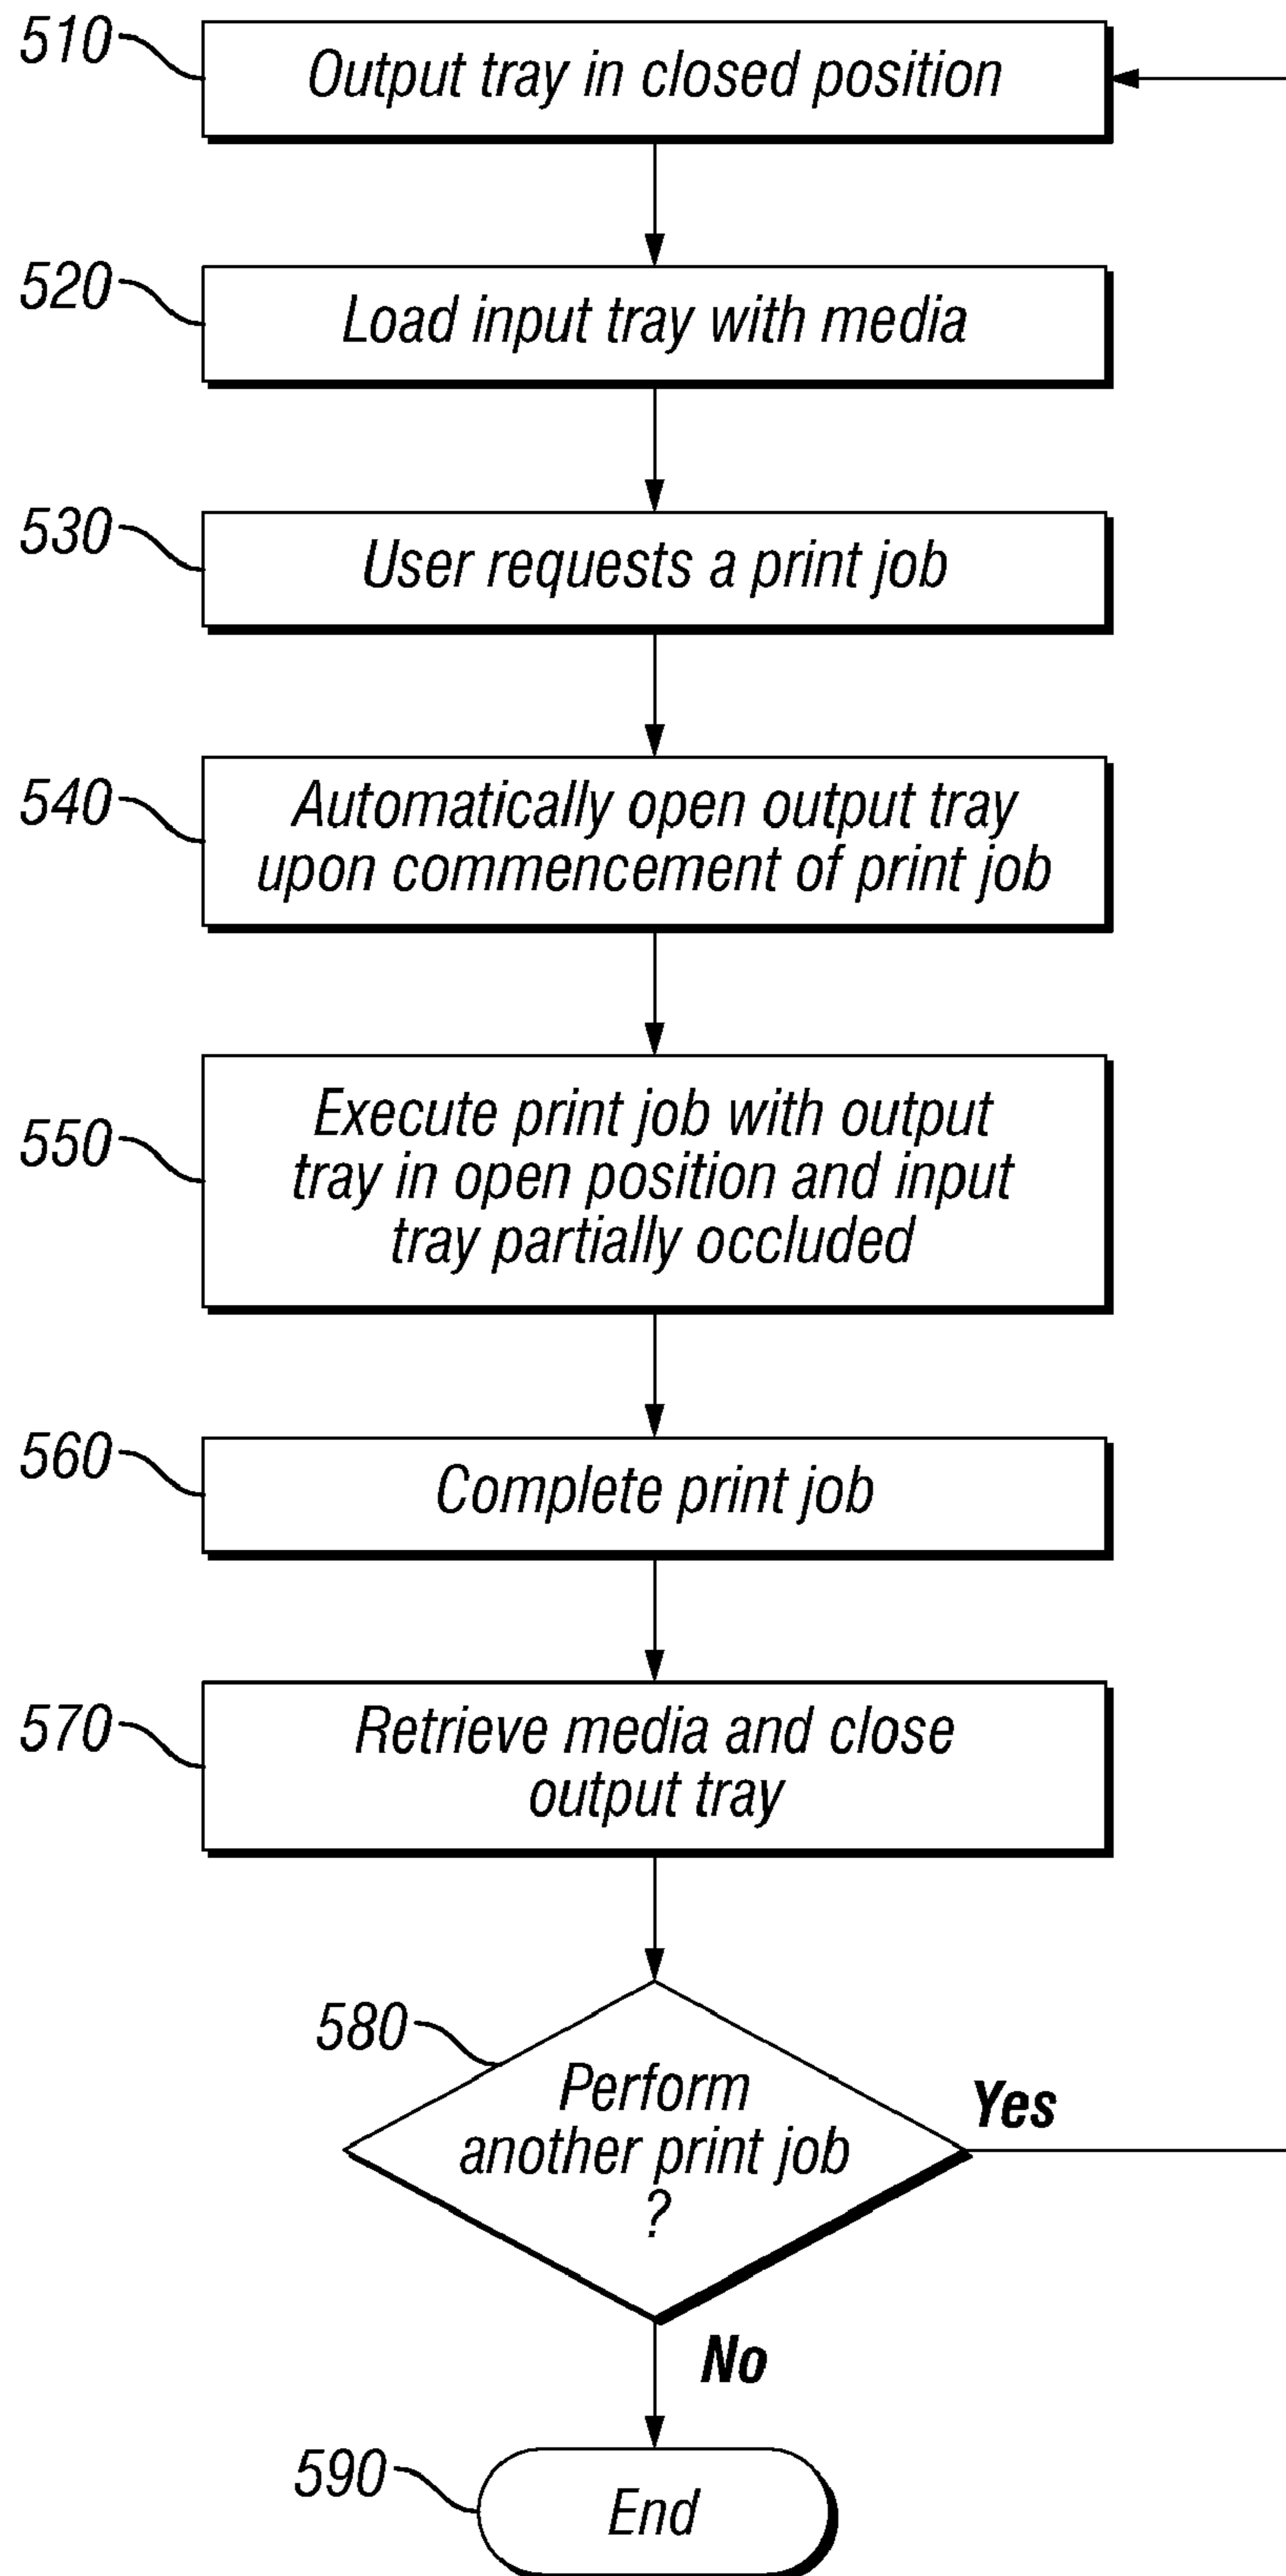 510
Output tray in closed position
520
Load input tray with media
530
User requests a print job
540
Automatically open output tray
upon commencement of print job
550
Execute print job with output
tray in open position and input
tray partially occluded
560
Complete print job
570
Retrieve media and close
output tray
580
Perform
another print job
?
Yes
No
590
End